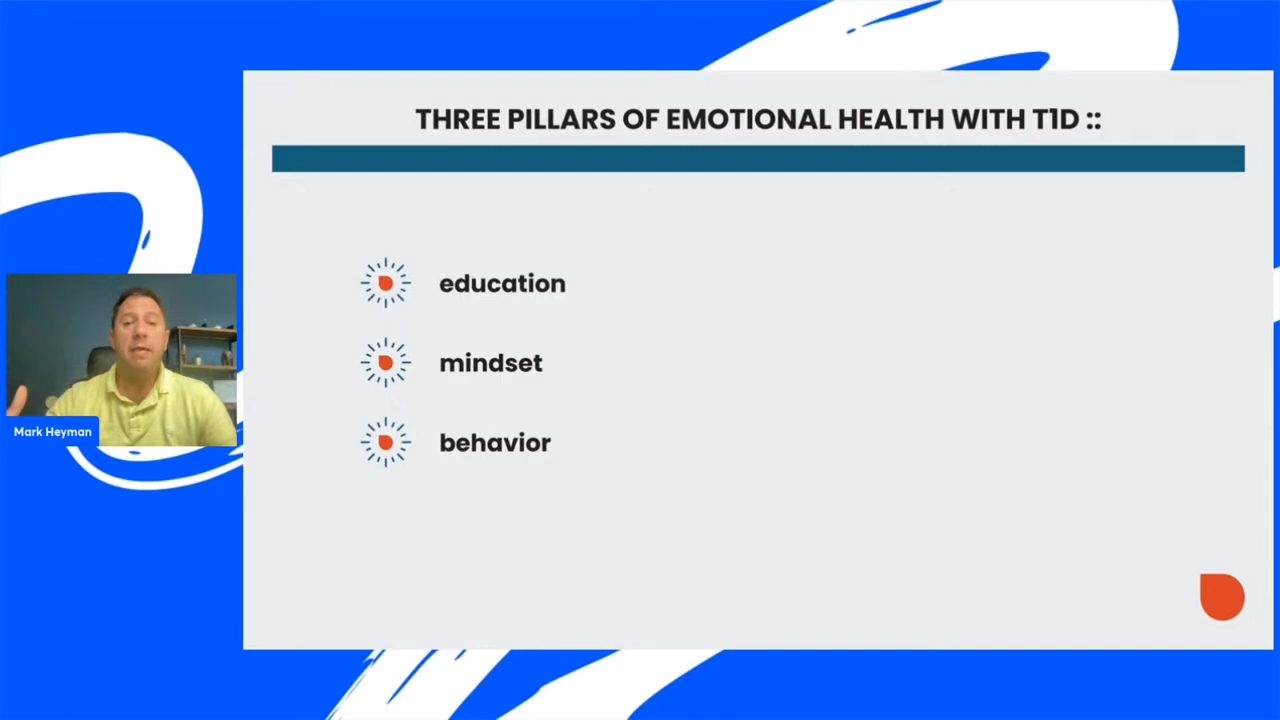 THREE PILLARS OF EMOTIONAL HEALTH WITH T1D ::
education
mindset
behavior
Mark Heyman